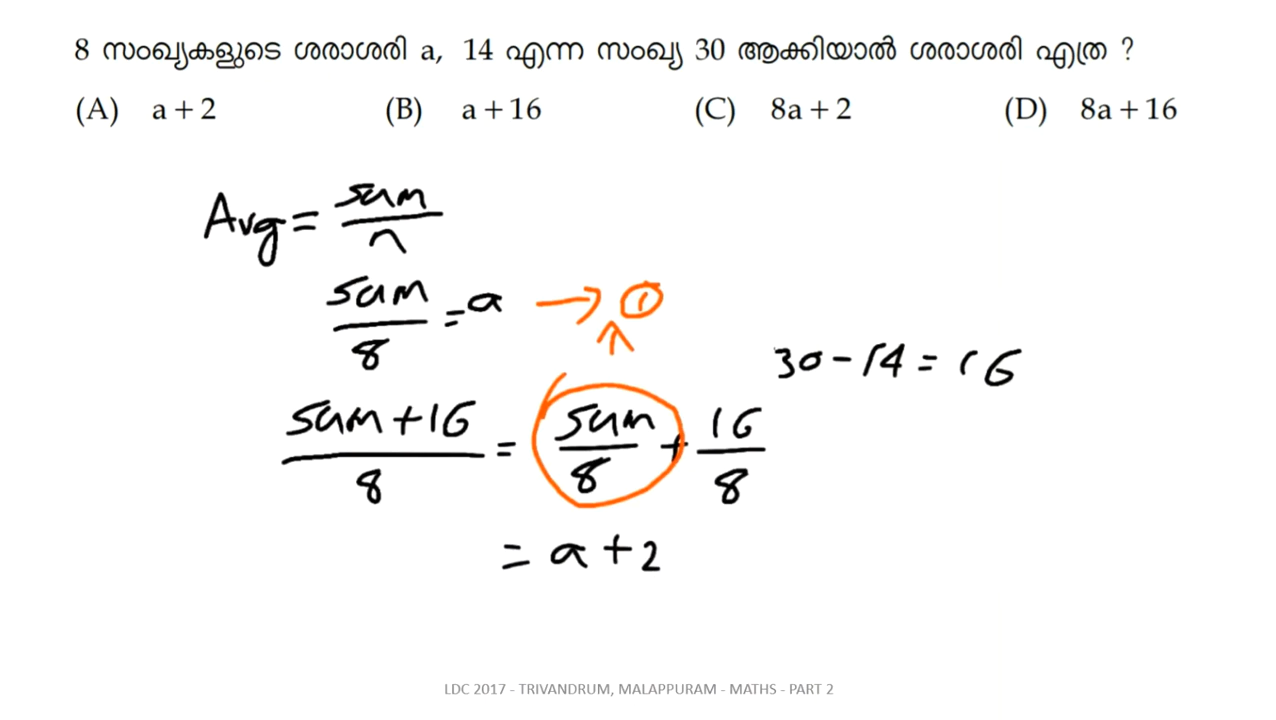 8 സംഖ്യകളുടെ ശരാശരി a, 14 എന്ന സംഖ്യ 30 ആക്കിയാൽ ശരാശരി എത്ര ?
(A) a + 2 (B) a + 16 (C) 8a + 2 (D) 8a + 16
Avg = sum/n
sum/8 = a → ①
↑
30 - 14 = 16
sum+16/8 = sum/8 + 16/8
= a + 2
LDC 2017 - TRIVANDRUM, MALAPPURAM - MATHS - PART 2